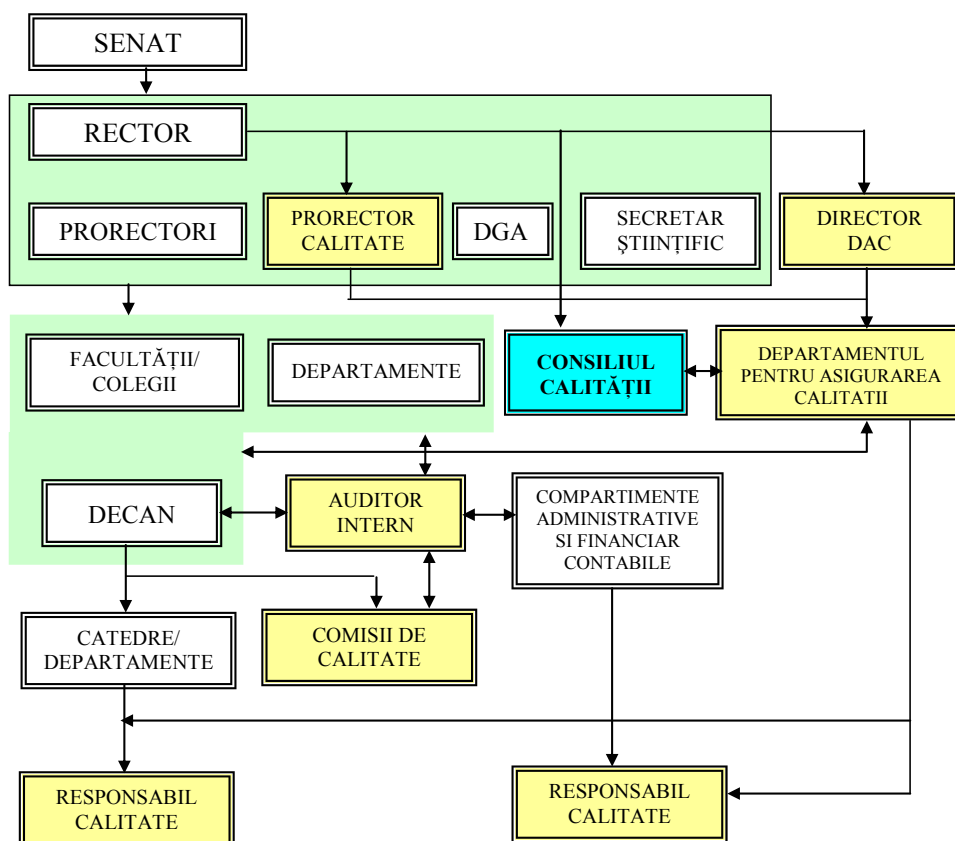 SENAT
RECTOR
PRORECTORI
PRORECTOR
CALITATE
DGA
SECRETAR
ŞTIINȚIFIC
DIRECTOR
DAC
FACULTĂȚII/
COLEGII
DEPARTAMENTE
CONSILIUL
CALITĂȚII
DEPARTAMENTUL
PENTRU ASIGURAREA
CALITATII
DECAN
AUDITOR
INTERN
COMPARTIMENTE
ADMINISTRATIVE
SI FINANCIAR
CONTABILE
CATEDRE/
DEPARTAMENTE
COMISII DE
CALITATE
RESPONSABIL
CALITATE
RESPONSABIL
CALITATE